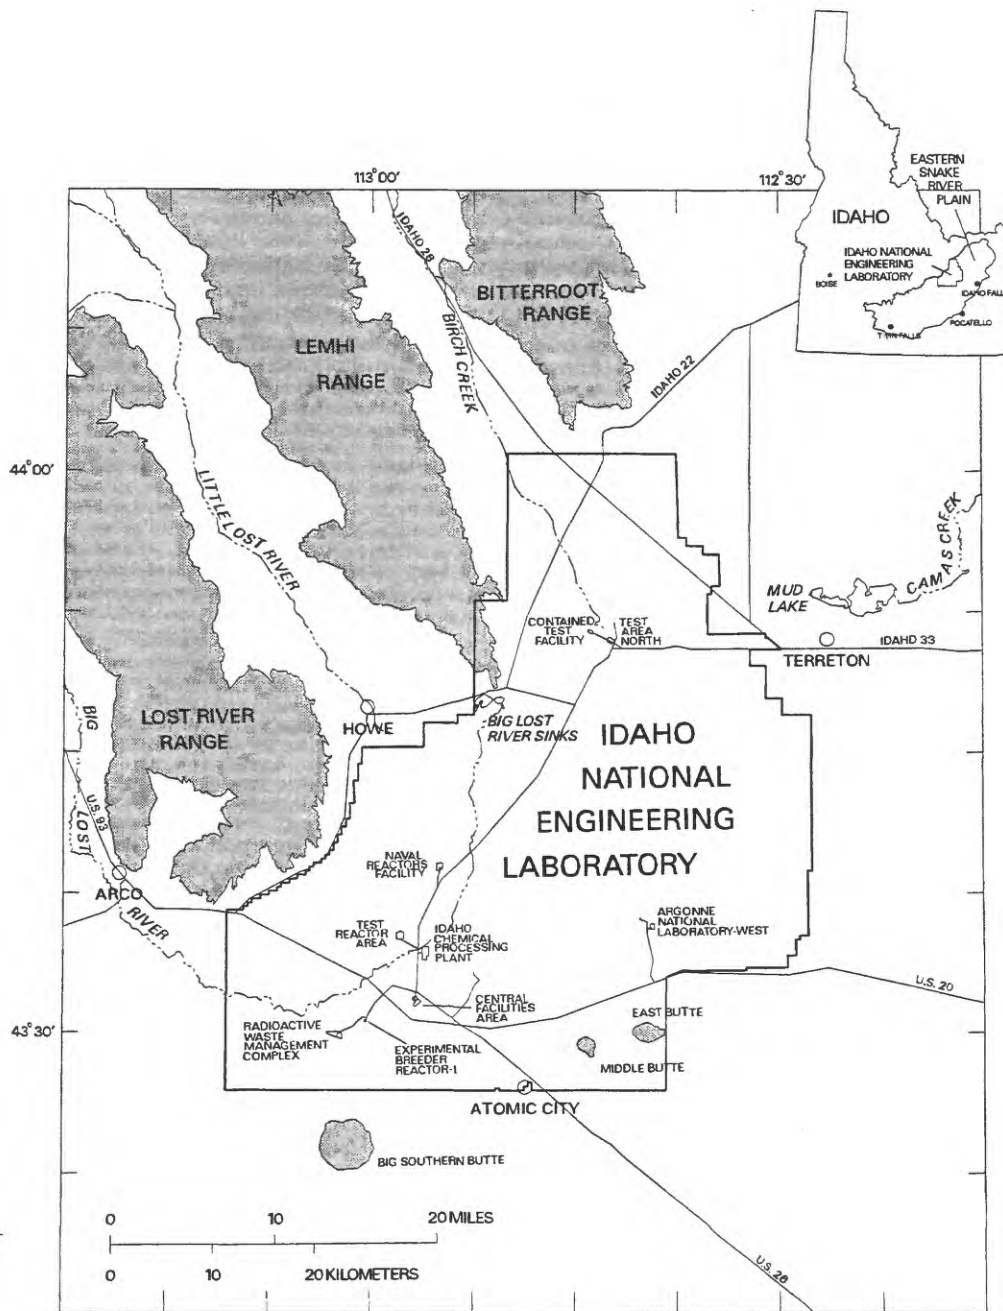 113°00'
112°30'
EASTERN
SNAKE
RIVER
PLAIN
IDAHO
IDAHO NATIONAL
ENGINEERING
LABORATORY
BOISE
IDAHO FALL
POCATELLO
TWIN FALLS
IDAHO 28
BITTERROOT
RANGE
BIRCH CREEK
LEMHI
RANGE
IDAHO 22
44°00'
LITTLE LOST RIVER
CAMAS CREEK
MUD
LAKE
CONTAINED
TEST
FACILITY
TEST
AREA
NORTH
IDAHO 33
TERRETON
BIG
LOST
RIVER
LOST RIVER
RANGE
HOWE
BIG LOST
RIVER SINKS
IDAHO
NATIONAL
ENGINEERING
LABORATORY
U.S. 93
ARCO
NAVAL
REACTORS
FACILITY
TEST
REACTOR
AREA
IDAHO
CHEMICAL
PROCESSING
PLANT
ARGONNE
NATIONAL
LABORATORY-WEST
U.S. 20
CENTRAL
FACILITIES
AREA
EAST BUTTE
43°30'
RADIOACTIVE
WASTE
MANAGEMENT
COMPLEX
EXPERIMENTAL
BREEDER
REACTOR-I
MIDDLE BUTTE
ATOMIC CITY
BIG SOUTHERN BUTTE
0 10 20 MILES
0 10 20 KILOMETERS
U.S. 26